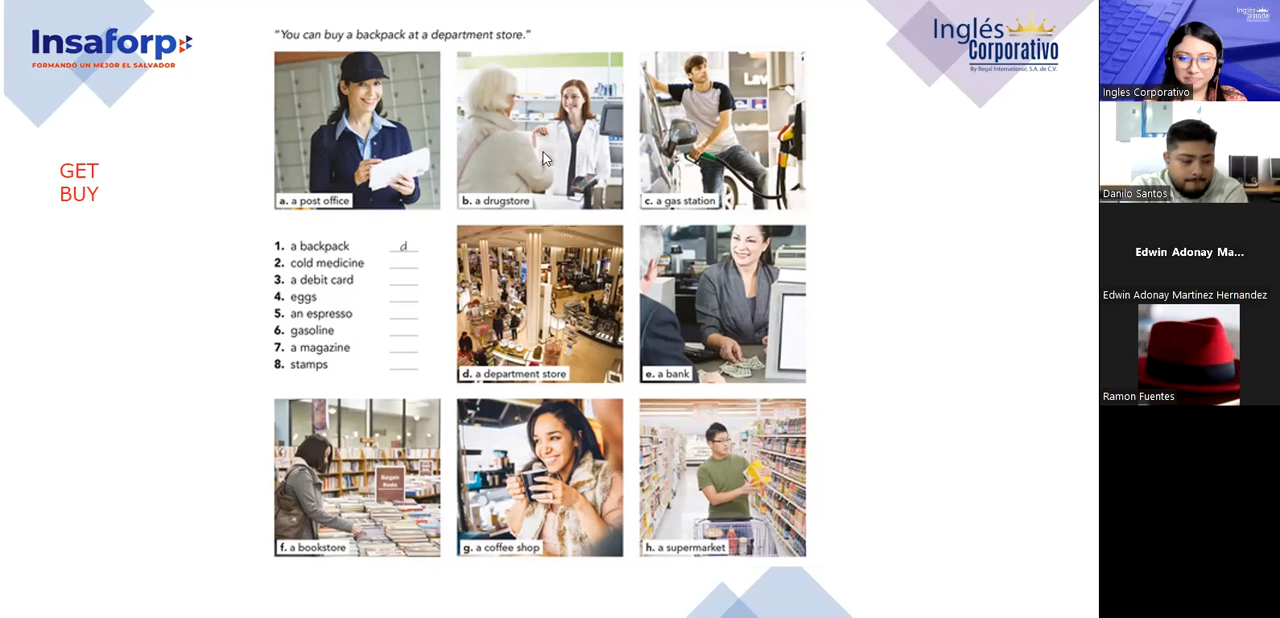 Insaforp
FORMANDO UN MEJOR EL SALVADOR
"You can buy a backpack at a department store."
Inglés
Corporativo
By Regal International, S.A. de C.V.
GET
BUY
a. a post office
b. a drugstore
c. a gas station
1. a backpack d
2. cold medicine
3. a debit card
4. eggs
5. an espresso
6. gasoline
7. a magazine
8. stamps
d. a department store
e. a bank
Bargain
Books
f. a bookstore
g. a coffee shop
h. a supermarket
Ingles Corporativo
Danilo Santos
Edwin Adonay Ma...
Edwin Adonay Martinez Hernandez
Ramon Fuentes